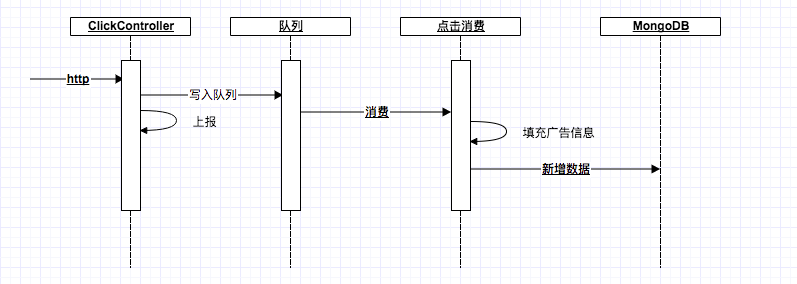 ClickController
队列
点击消费
MongoDB
http
写入队列
上报
消费
填充广告信息
新增数据